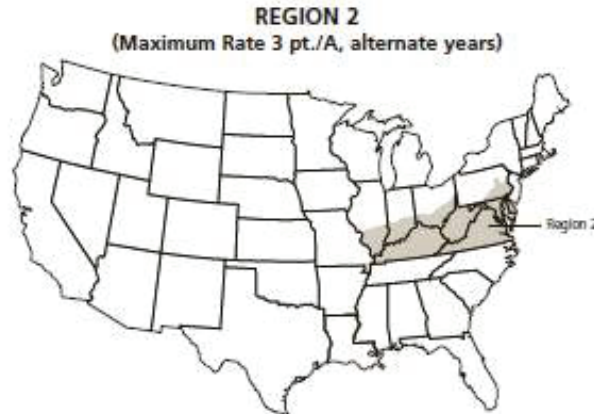 REGION 2
(Maximum Rate 3 pt./A, alternate years)
Region 2